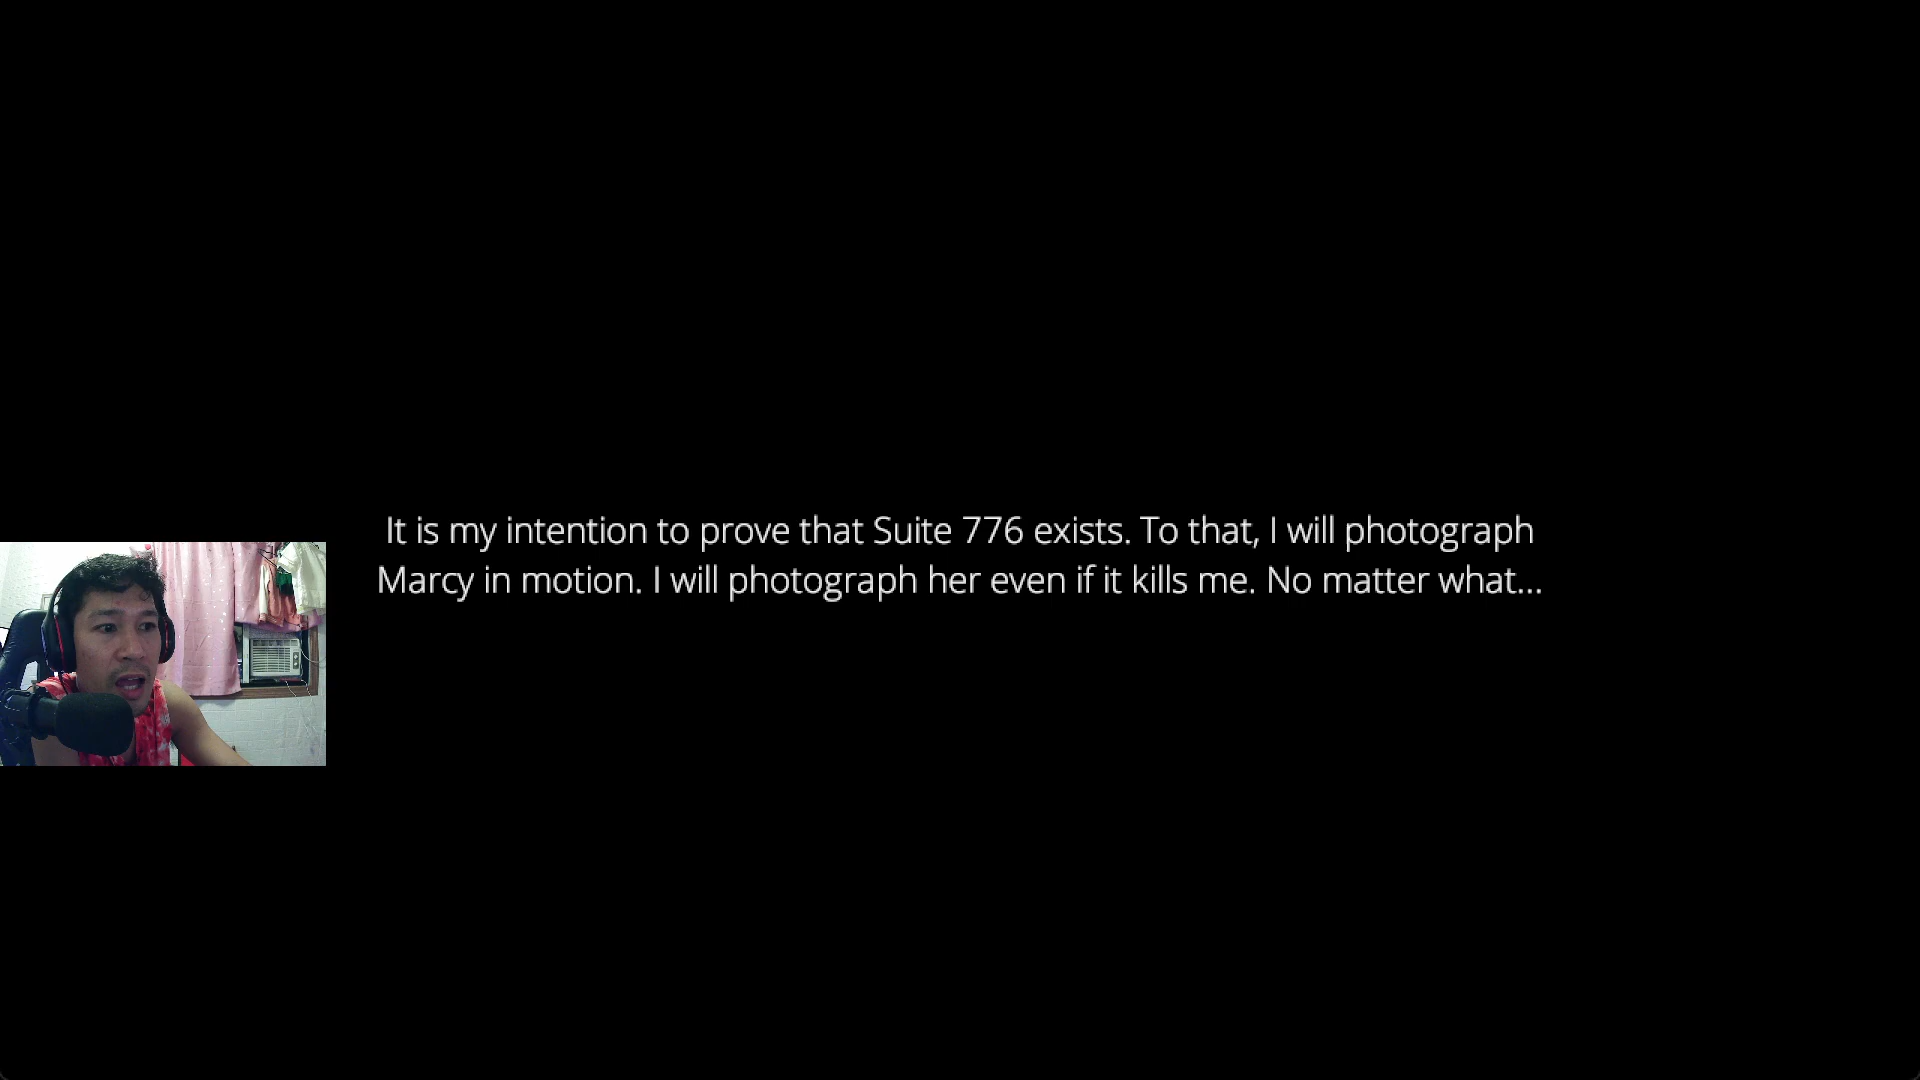 It is my intention to prove that Suite 776 exists. To that, I will photograph
Marcy in motion. I will photograph her even if it kills me. No matter what...